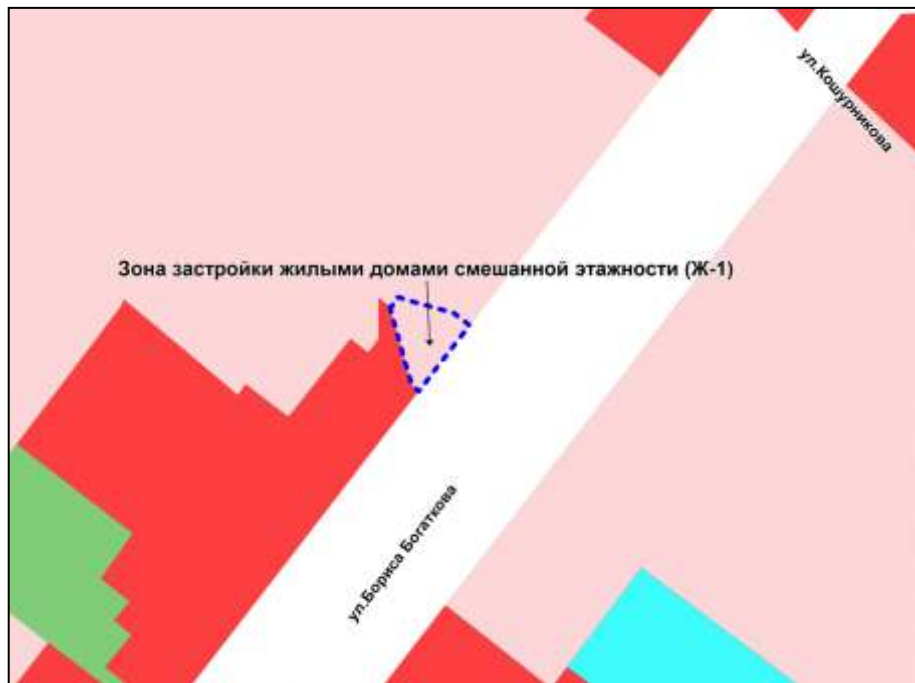 ул.Кошурникова
Зона застройки жилыми домами смешанной этажности (Ж-1)
ул.Бориса Богаткова